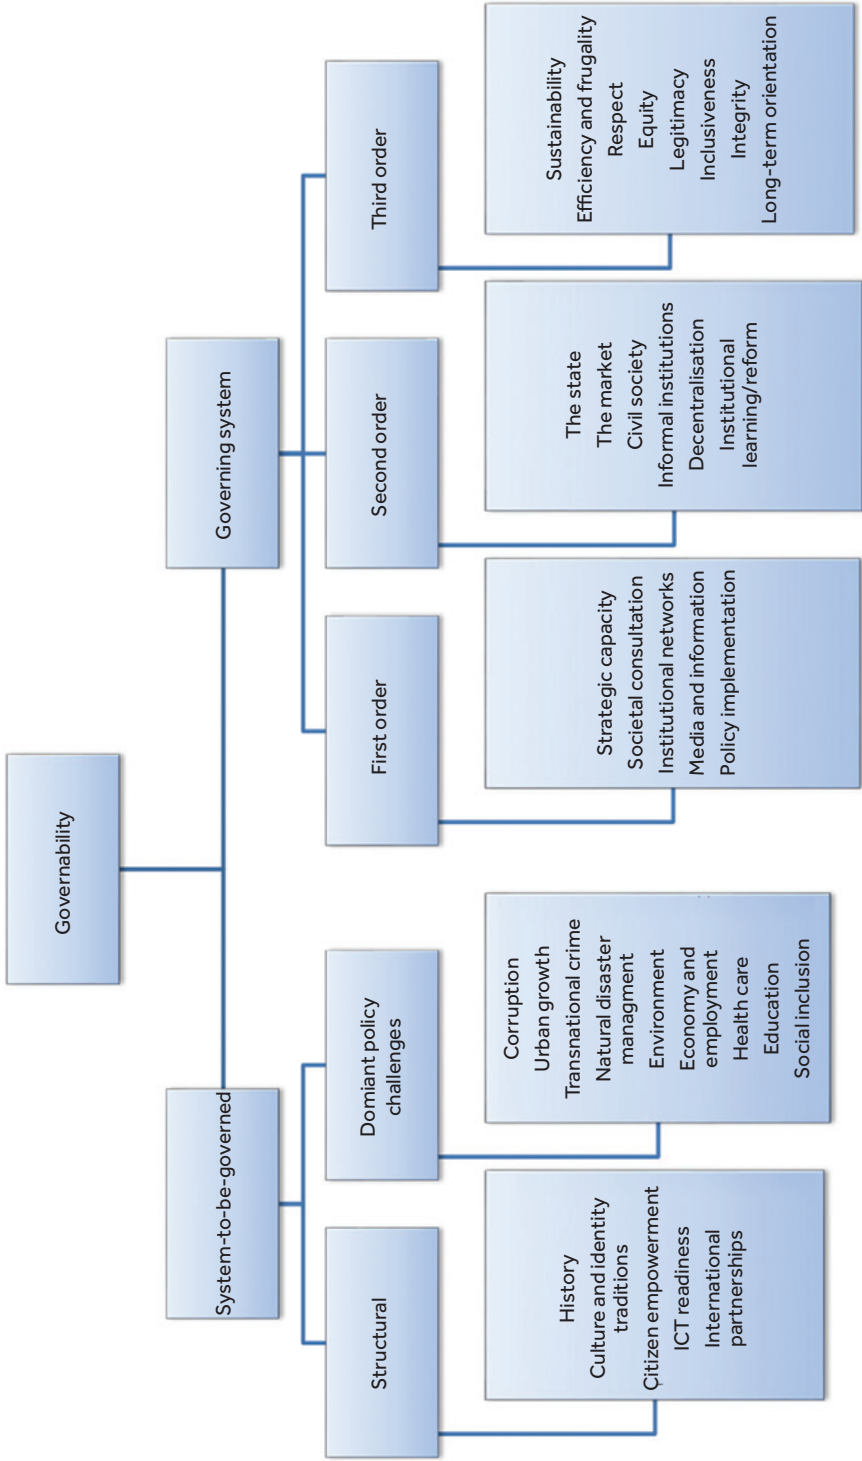 Governability
System-to-be-governed
Governing system
Structural
Domiant policy
challenges
First order
Second order
Third order
History
Culture and identity
traditions
Çitizen empowerment
ICT readiness
International
partnerships
Corruption
Urban growth
Transnational crime
Natural disaster
managment
Environment
Economy and
employment
Health care
Education
Social inclusion
Strategic capacity
Societal consultation
Institutional networks
Media and information
Policy implementation
The state
The market
Civil society
Informal institutions
Decentralisation
Institutional
learning/reform
Sustainability
Efficiency and frugality
Respect
Equity
Legitimacy
Inclusiveness
Integrity
Long-term orientation